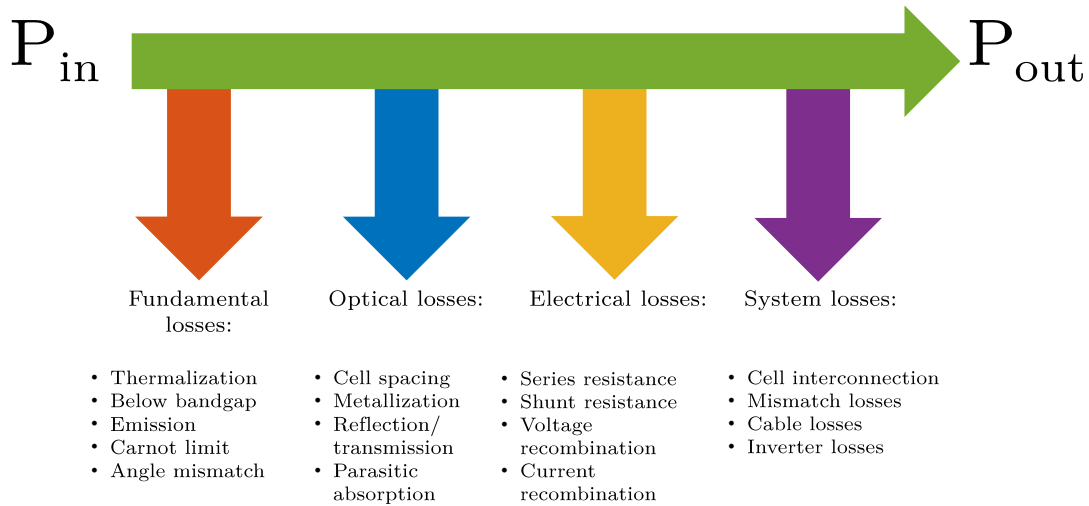 P_in
P_out
Fundamental
losses:
• Thermalization
• Below bandgap
• Emission
• Carnot limit
• Angle mismatch
Optical losses:
• Cell spacing
• Metallization
• Reflection/
transmission
• Parasitic
absorption
Electrical losses:
• Series resistance
• Shunt resistance
• Voltage
recombination
• Current
recombination
System losses:
• Cell interconnection
• Mismatch losses
• Cable losses
• Inverter losses